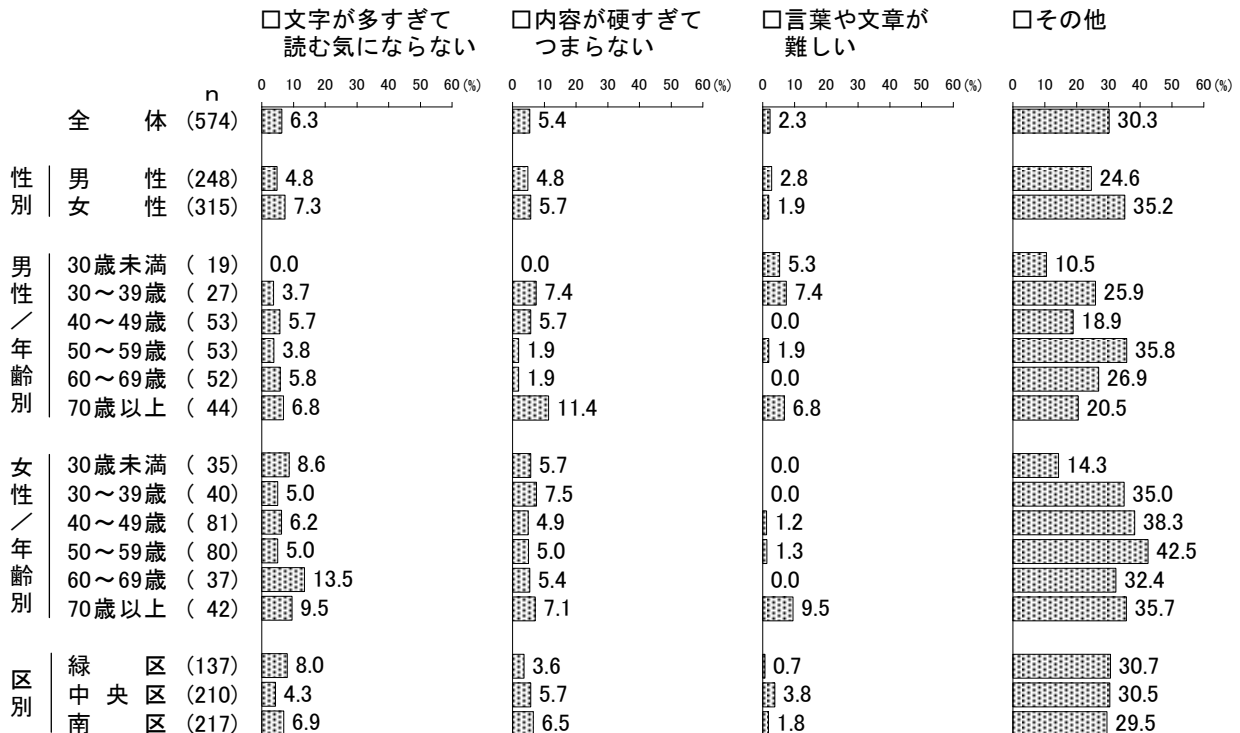 □文字が多すぎて 読む気にならない
□内容が硬すぎて つまらない
□言葉や文章が 難しい
□その他
0 10 20 30 40 50 60(%) 0 10 20 30 40 50 60(%) 0 10 20 30 40 50 60(%) 0 10 20 30 40 50 60(%)
n
全体 (574) 6.3 5.4 2.3 30.3
性別
男性 (248) 4.8 4.8 2.8 24.6
女性 (315) 7.3 5.7 1.9 35.2
男性／年齢別
30歳未満 ( 19) 0.0 0.0 5.3 10.5
30～39歳 ( 27) 3.7 7.4 7.4 25.9
40～49歳 ( 53) 5.7 5.7 0.0 18.9
50～59歳 ( 53) 3.8 1.9 1.9 35.8
60～69歳 ( 52) 5.8 1.9 0.0 26.9
70歳以上 ( 44) 6.8 11.4 6.8 20.5
女性／年齢別
30歳未満 ( 35) 8.6 5.7 0.0 14.3
30～39歳 ( 40) 5.0 7.5 0.0 35.0
40～49歳 ( 81) 6.2 4.9 1.2 38.3
50～59歳 ( 80) 5.0 5.0 1.3 42.5
60～69歳 ( 37) 13.5 5.4 0.0 32.4
70歳以上 ( 42) 9.5 7.1 9.5 35.7
区別
緑区 (137) 8.0 3.6 0.7 30.7
中央区 (210) 4.3 5.7 3.8 30.5
南区 (217) 6.9 6.5 1.8 29.5